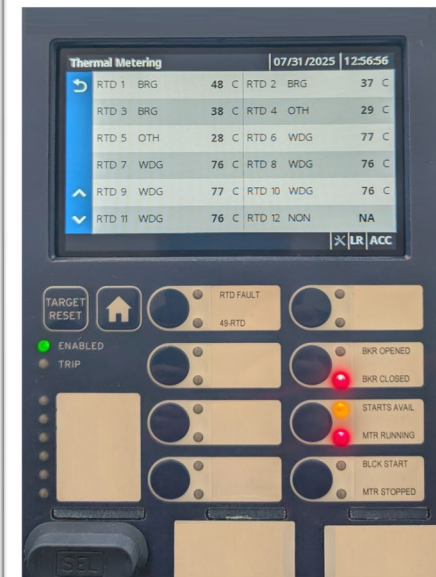 Thermal Metering 07/31/2025 12:56:56
RTD 1 BRG 48 C RTD 2 BRG 37 C
RTD 3 BRG 38 C RTD 4 OTH 29 C
RTD 5 OTH 28 C RTD 6 WDG 77 C
RTD 7 WDG 76 C RTD 8 WDG 76 C
RTD 9 WDG 77 C RTD 10 WDG 76 C
RTD 11 WDG 76 C RTD 12 NON NA
LR ACC
TARGET RESET
RTD FAULT
49-RTD
ENABLED
TRIP
BKR OPENED
BKR CLOSED
STARTS AVAIL
MTR RUNNING
BLCK START
MTR STOPPED
SEL